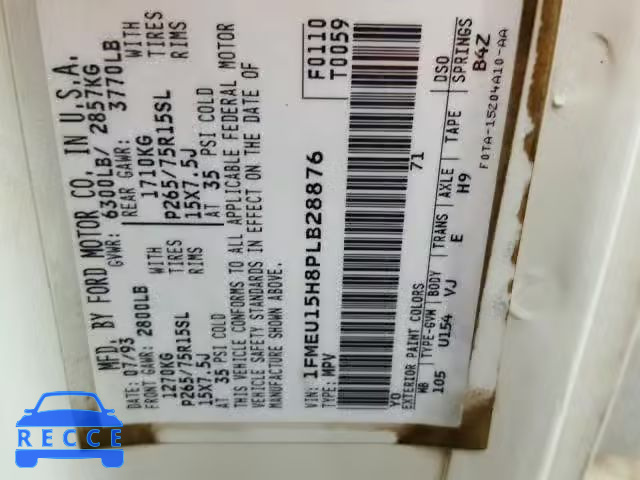 MFD. BY FORD MOTOR CO. IN U.S.A.
07/93 GVWR: 6300LB/ 2857KG
FRONT GAWR: 2800LB REAR GAWR: 3770LB
1270KG WITH 1710KG WITH
P265/75R15SL TIRES P265/75R15SL TIRES
15X7.5J RIMS 15X7.5J RIMS
AT 35 PSI COLD AT 35 PSI COLD
THIS VEHICLE CONFORMS TO ALL APPLICABLE FEDERAL MOTOR
VEHICLE SAFETY STANDARDS IN EFFECT ON THE DATE OF
MANUFACTURE SHOWN ABOVE.
F0110
T0059
VIN: 1FMEU15H8PLB28876
TYPE: MPV
YO 71
EXTERIOR PAINT COLORS DSO
WB TYPE-GVW BODY TRANS AXLE TAPE SPRINGS
105 U154 VJ E H9 B4Z
F0TA-15204A10-AA
RECCE